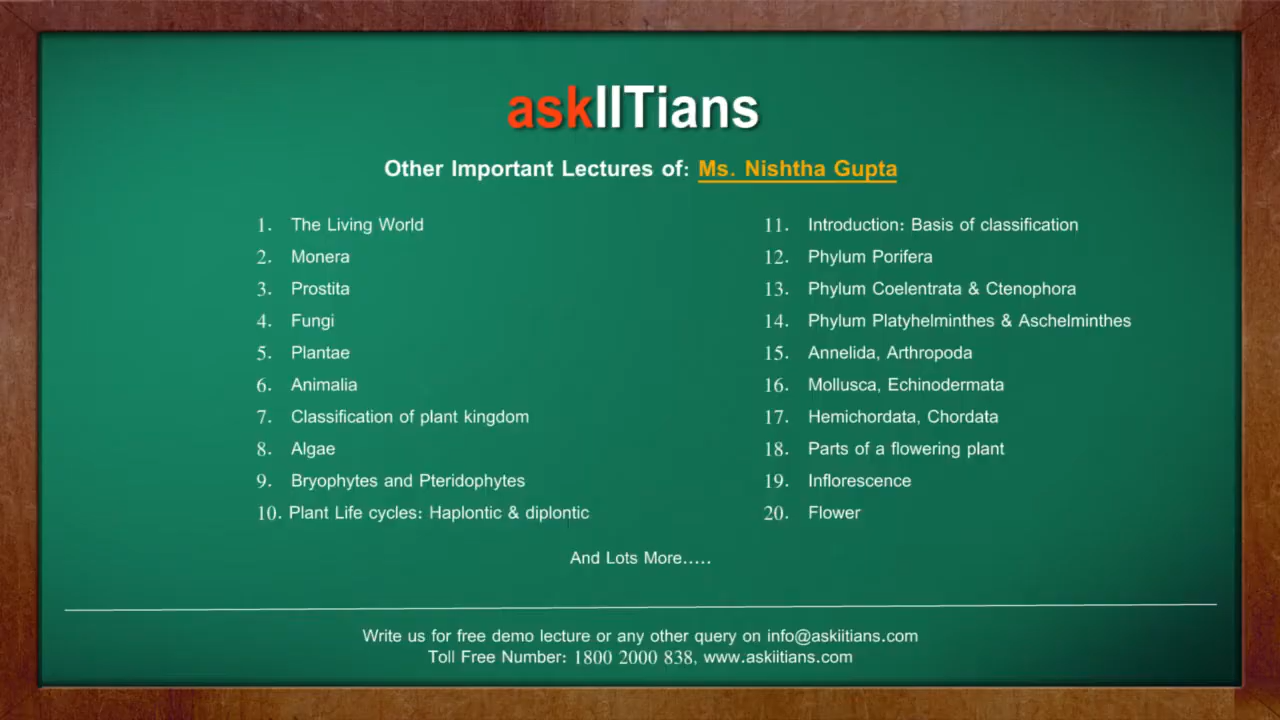 askIITians
Other Important Lectures of: Ms. Nishtha Gupta
1. The Living World
2. Monera
3. Prostita
4. Fungi
5. Plantae
6. Animalia
7. Classification of plant kingdom
8. Algae
9. Bryophytes and Pteridophytes
10. Plant Life cycles: Haplontic & diplontic
11. Introduction: Basis of classification
12. Phylum Porifera
13. Phylum Coelentrata & Ctenophora
14. Phylum Platyhelminthes & Aschelminthes
15. Annelida, Arthropoda
16. Mollusca, Echinodermata
17. Hemichordata, Chordata
18. Parts of a flowering plant
19. Inflorescence
20. Flower
And Lots More.....
Write us for free demo lecture or any other query on info@askiitians.com
Toll Free Number: 1800 2000 838, www.askiitians.com